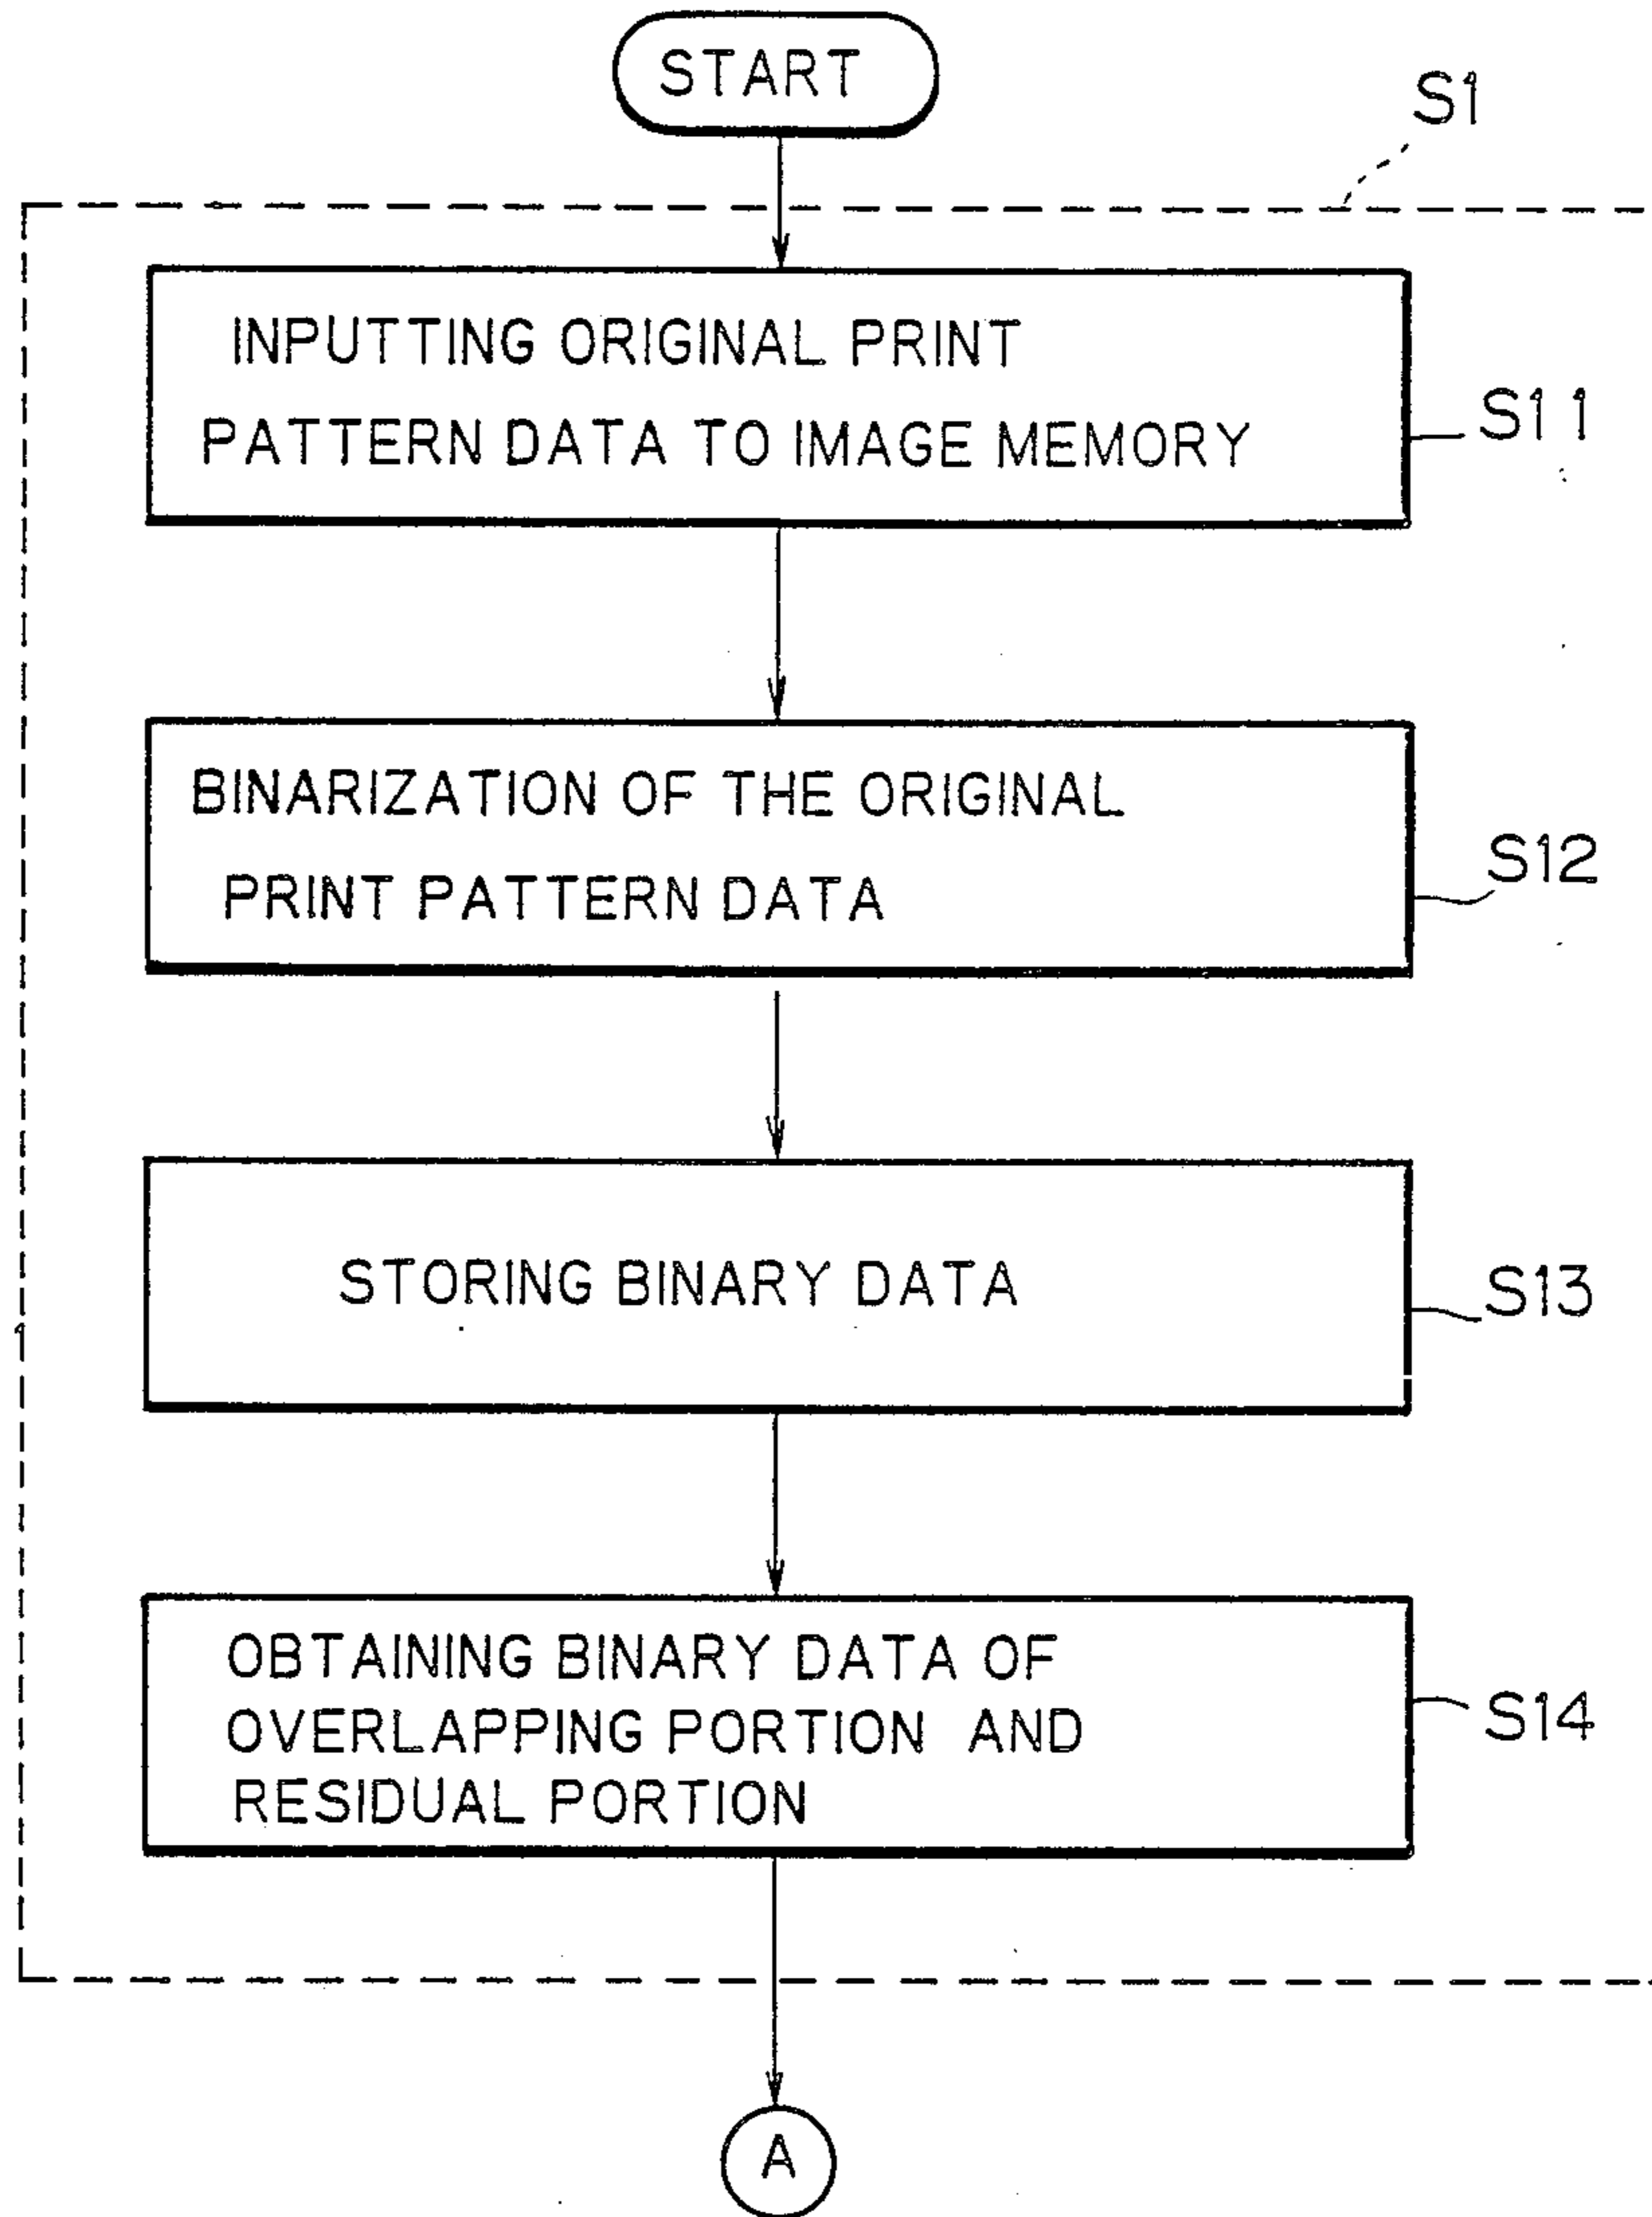 START
S1
INPUTTING ORIGINAL PRINT
PATTERN DATA TO IMAGE MEMORY
S11
BINARIZATION OF THE ORIGINAL
PRINT PATTERN DATA
S12
STORING BINARY DATA
S13
OBTAINING BINARY DATA OF
OVERLAPPING PORTION AND
RESIDUAL PORTION
S14
A